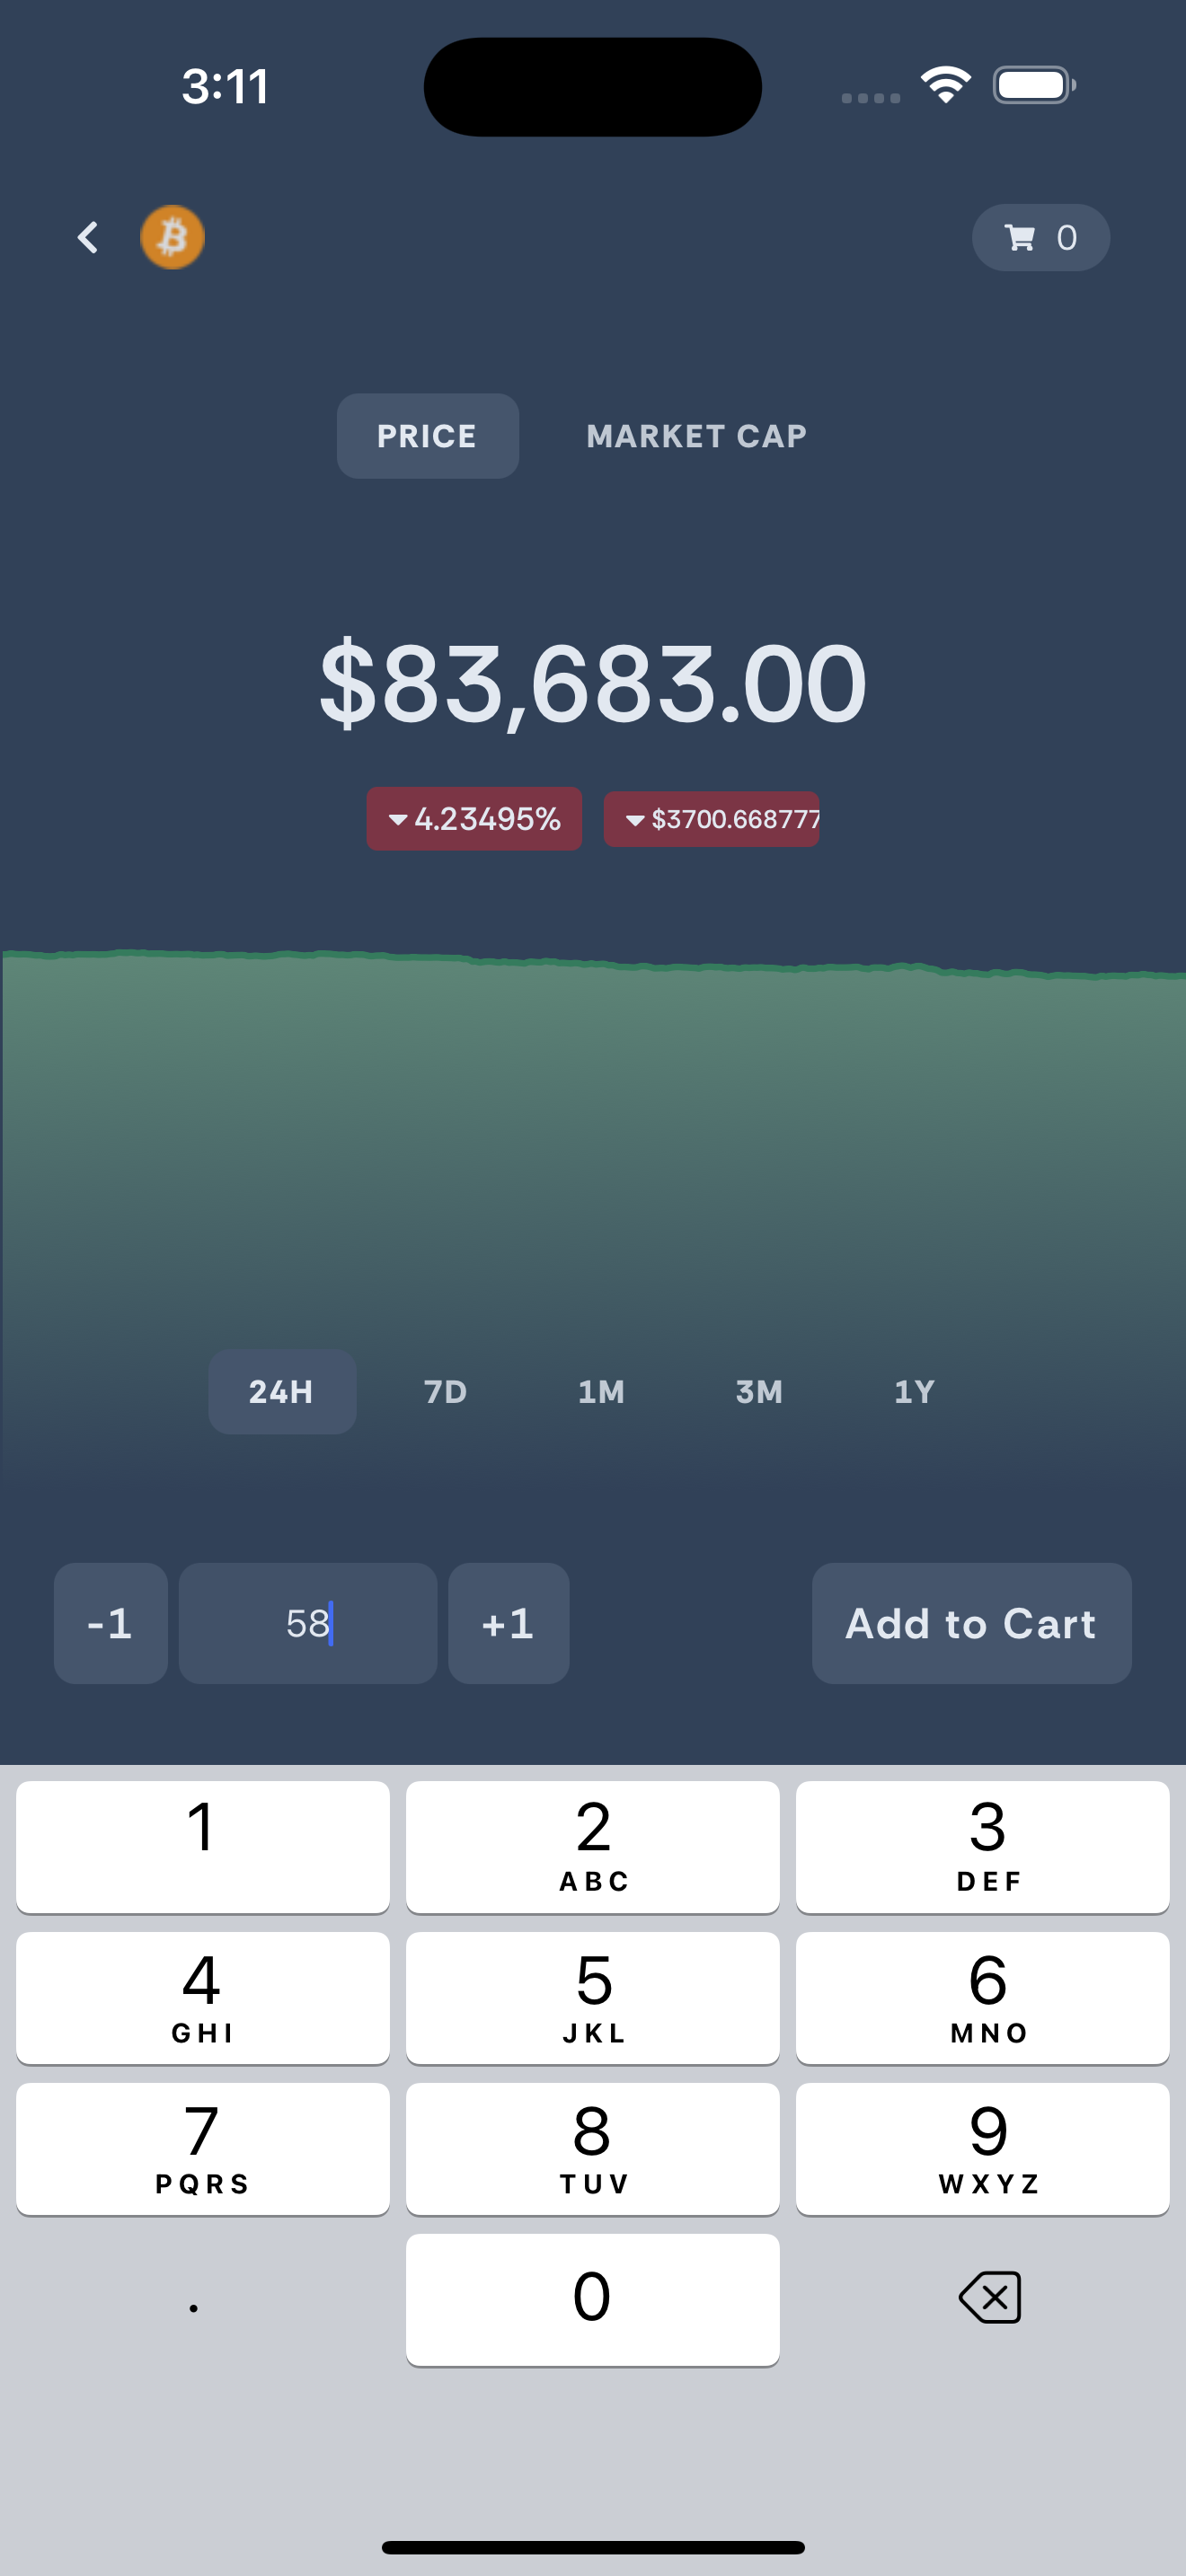 3:11
0
PRICE MARKET CAP
$83,683.00
4.23495% $3700.668777
24H 7D 1M 3M 1Y
-1 58 +1 Add to Cart
1 2 3
ABC DEF
4 5 6
GHI JKL MNO
7 8 9
PQRS TUV WXYZ
. 0